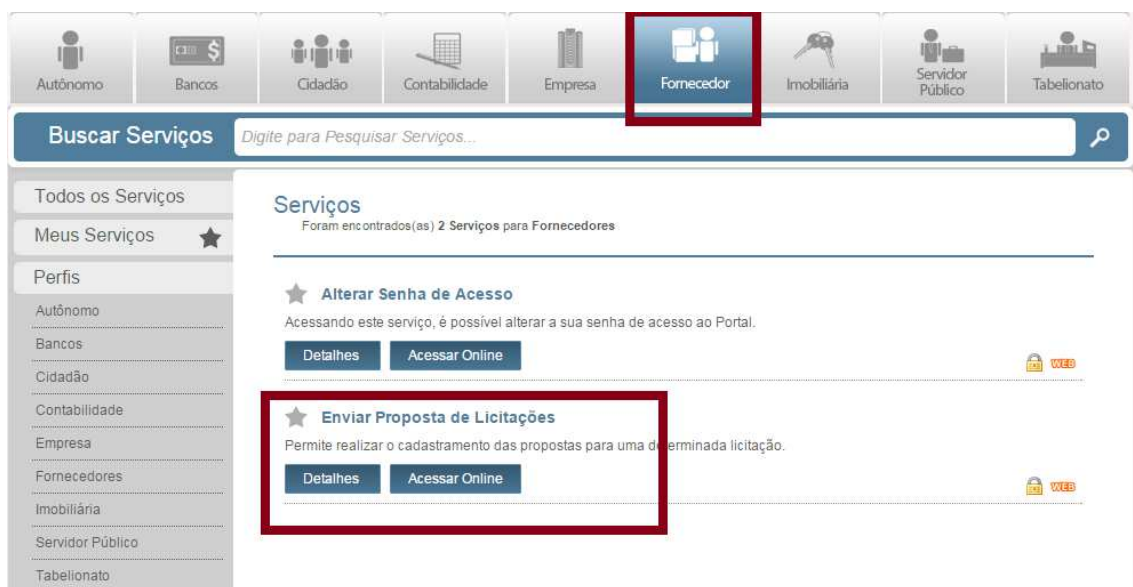 Autônomo
Bancos
Cidadão
Contabilidade
Empresa
Fornecedor
Imobiliária
Servidor
Público
Tabelionato
Buscar Serviços
Digite para Pesquisar Serviços...
Todos os Serviços
Meus Serviços
Perfis
Autônomo
Bancos
Cidadão
Contabilidade
Empresa
Fornecedores
Imobiliária
Servidor Público
Tabelionato
Serviços
Foram encontrados(as) 2 Serviços para Fornecedores
Alterar Senha de Acesso
Acessando este serviço, é possível alterar a sua senha de acesso ao Portal.
Detalhes Acessar Online
WEB
Enviar Proposta de Licitações
Permite realizar o cadastramento das propostas para uma determinada licitação.
Detalhes Acessar Online
WEB